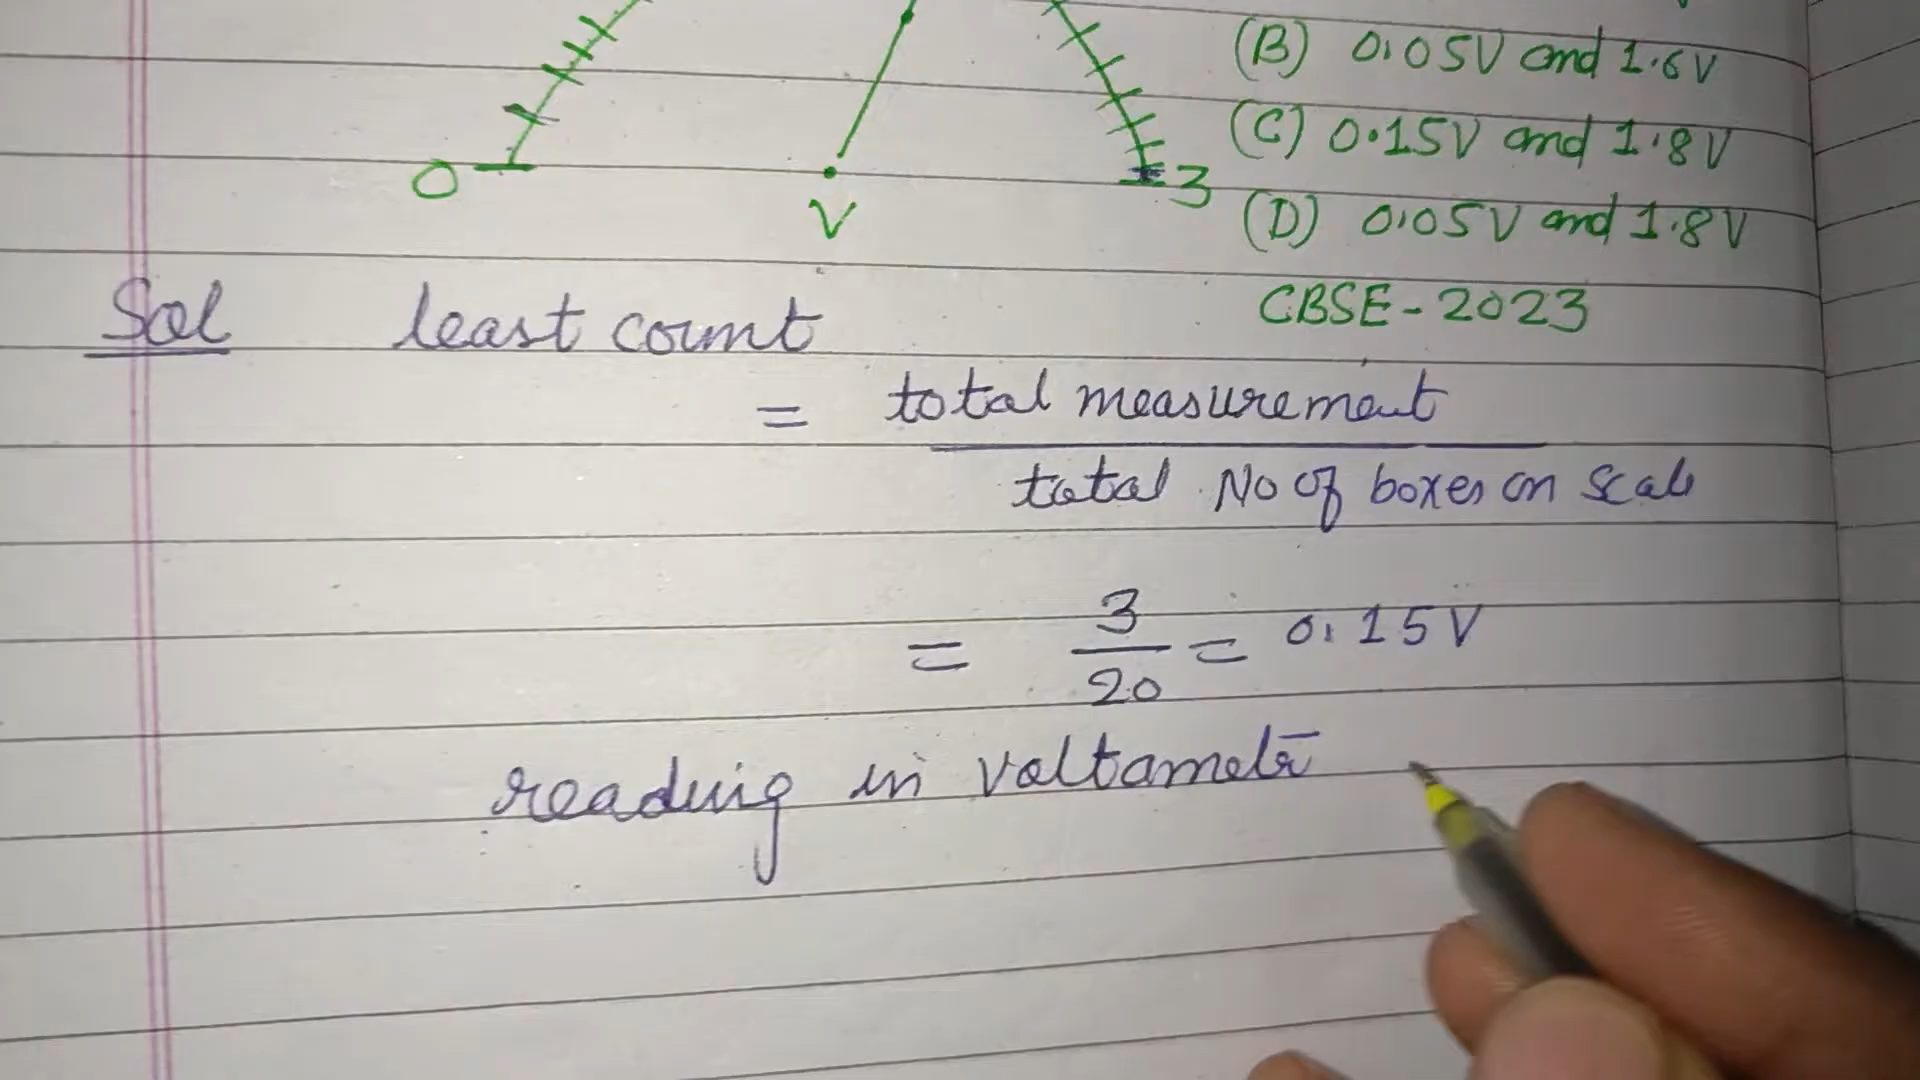 (B) 0.05V and 1.6V
(C) 0.15V and 1.8V
0
3
V
(D) 0.05V and 1.8V
CBSE-2023
Sol least count
= total measurement
total No of boxes on scale
= 3/20 = 0.15V
reading in voltameter